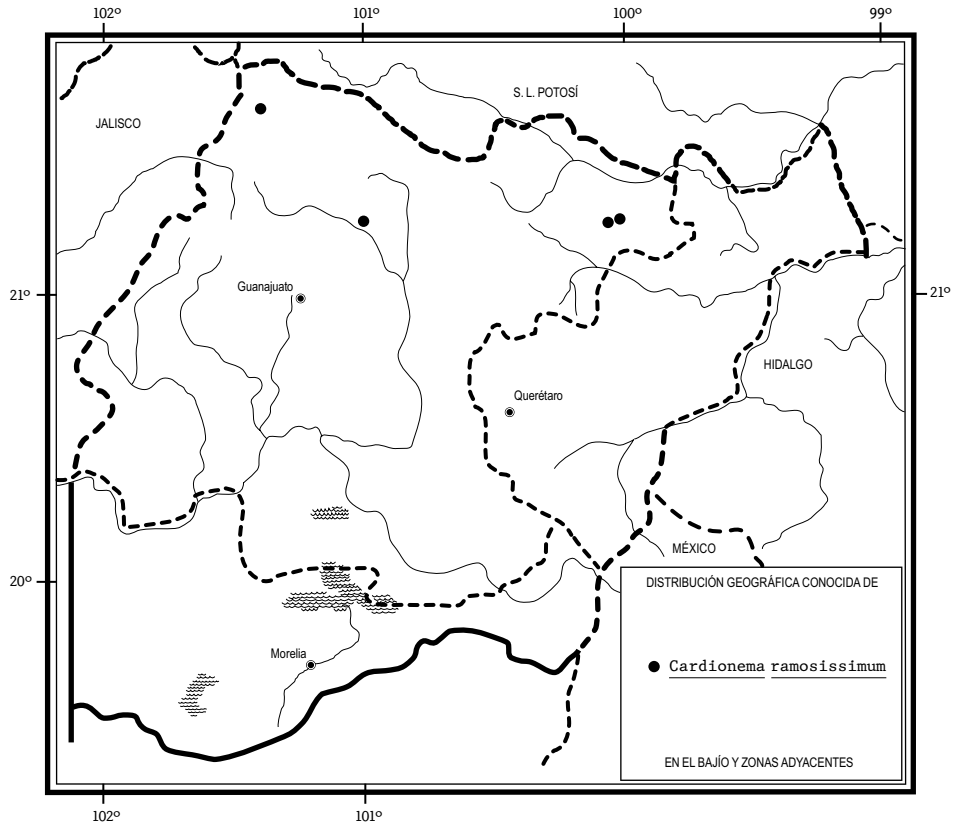 102º 101º 100º 99º
S. L. POTOSÍ
JALISCO
Guanajuato
21º 21º
HIDALGO
Querétaro
MÉXICO
20º
DISTRIBUCIÓN GEOGRÁFICA CONOCIDA DE
Morelia
Cardionema ramosissimum
EN EL BAJÍO Y ZONAS ADYACENTES
102º 101º